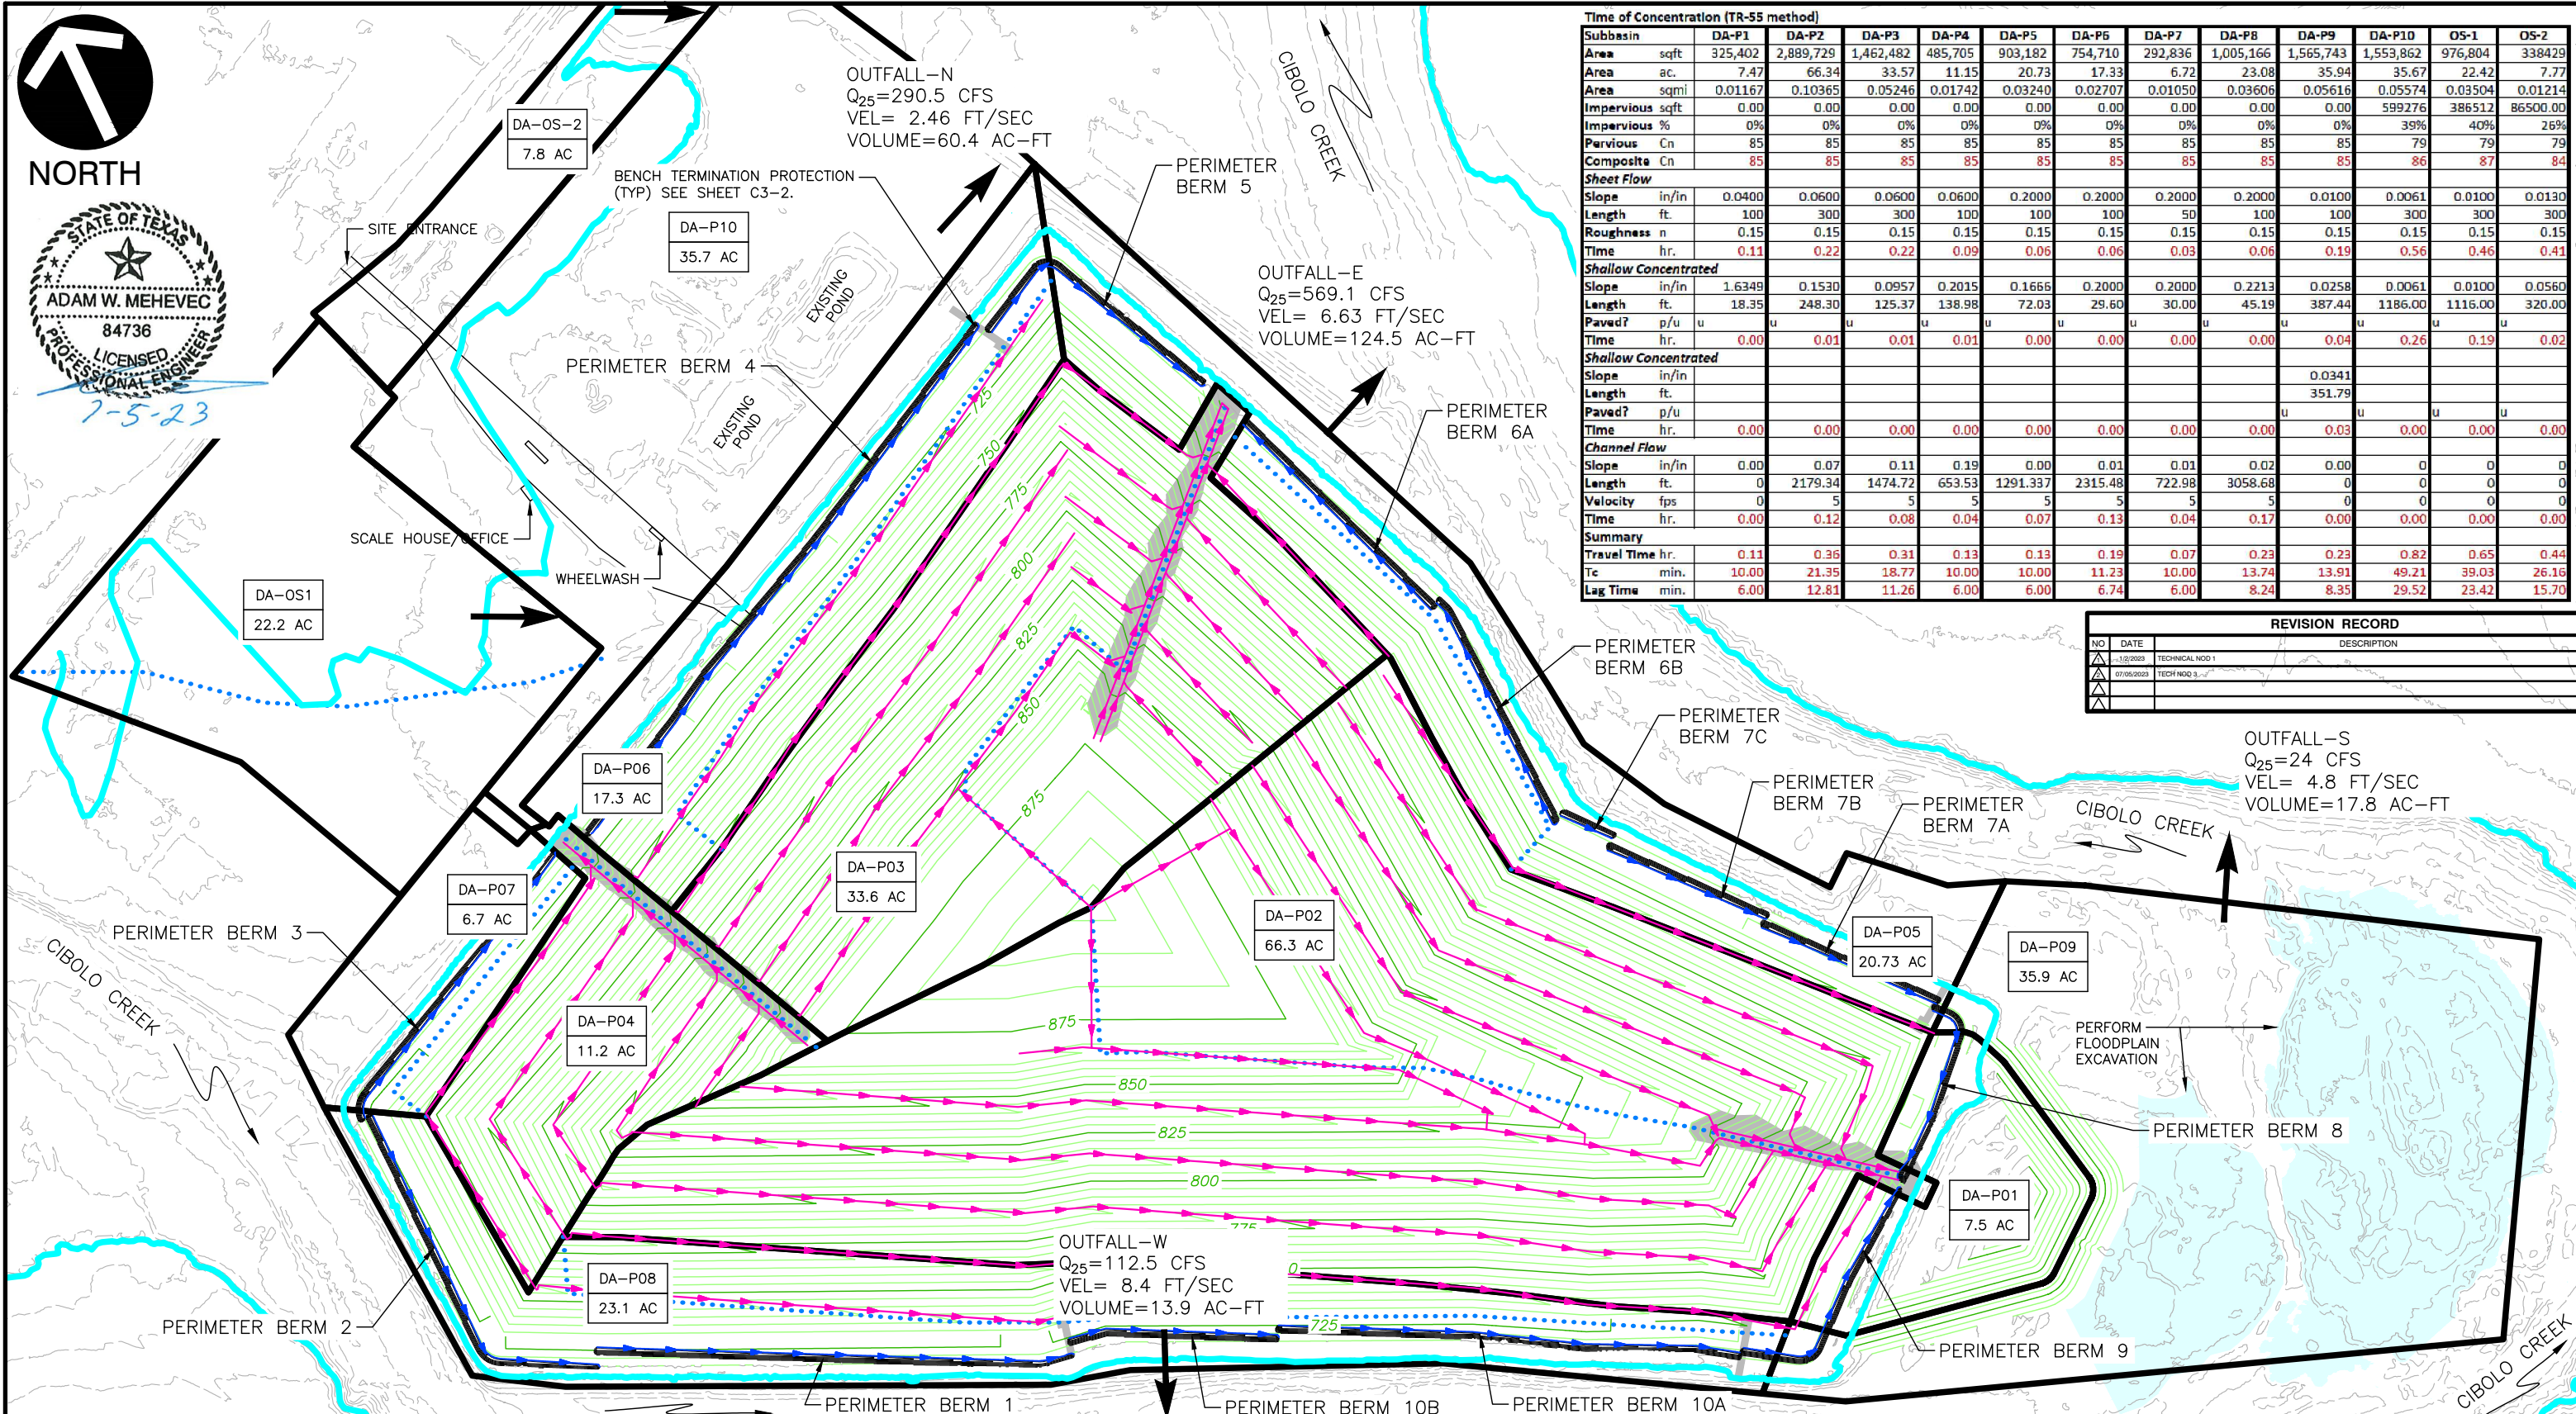 NORTH
STATE OF TEXAS
ADAM W. MEHEVEC
84736
LICENSED
PROFESSIONAL ENGINEER
7-5-23
DA-OS-2
7.8 AC
SITE ENTRANCE
OUTFALL-N
Q25=290.5 CFS
VEL= 2.46 FT/SEC
VOLUME=60.4 AC-FT
BENCH TERMINATION PROTECTION
(TYP) SEE SHEET C3-2.
DA-P10
35.7 AC
PERIMETER
BERM 5
CIBOLO CREEK
EXISTING
POND
EXISTING
POND
PERIMETER BERM 4
OUTFALL-E
Q25=569.1 CFS
VEL= 6.63 FT/SEC
VOLUME=124.5 AC-FT
PERIMETER
BERM 6A
SCALE HOUSE/OFFICE
WHEELWASH
DA-OS1
22.2 AC
Time of Concentration (TR-55 method)
Subbasin DA-P1 DA-P2 DA-P3 DA-P4 DA-P5 DA-P6 DA-P7 DA-P8 DA-P9 DA-P10 OS-1 OS-2
Area sqft 325,402 2,889,729 1,462,482 485,705 903,182 754,710 292,836 1,005,166 1,565,743 1,553,862 976,804 338429
Area ac. 7.47 66.34 33.57 11.15 20.73 17.33 6.72 23.08 35.94 35.67 22.42 7.77
Area sqmi 0.01167 0.10365 0.05246 0.01742 0.03240 0.02707 0.01050 0.03606 0.05616 0.05574 0.03504 0.01214
Impervious sqft 0.00 0.00 0.00 0.00 0.00 0.00 0.00 0.00 0.00 599276 386512 86500.00
Impervious % 0% 0% 0% 0% 0% 0% 0% 0% 0% 39% 40% 26%
Pervious Cn 85 85 85 85 85 85 85 85 85 79 79 79
Composite Cn 85 85 85 85 85 85 85 85 85 86 87 84
Sheet Flow
Slope in/in 0.0400 0.0600 0.0600 0.0600 0.2000 0.2000 0.2000 0.2000 0.0100 0.0061 0.0100 0.0130
Length ft. 100 300 300 100 100 100 50 100 100 300 300 300
Roughness n 0.15 0.15 0.15 0.15 0.15 0.15 0.15 0.15 0.15 0.15 0.15 0.15
Time hr. 0.11 0.22 0.22 0.09 0.06 0.06 0.03 0.06 0.19 0.56 0.46 0.41
Shallow Concentrated
Slope in/in 1.6349 0.1530 0.0957 0.2015 0.1666 0.2000 0.2000 0.2213 0.0258 0.0061 0.0100 0.0560
Length ft. 18.35 248.30 125.37 138.98 72.03 29.60 30.00 45.19 387.44 1186.00 1116.00 320.00
Paved? p/u u u u u u u u u u u u u
Time hr. 0.00 0.01 0.01 0.01 0.00 0.00 0.00 0.00 0.04 0.26 0.19 0.02
Shallow Concentrated
Slope in/in 0.0341
Length ft. 351.79
Paved? p/u u u u u
Time hr. 0.00 0.00 0.00 0.00 0.00 0.00 0.00 0.00 0.03 0.00 0.00 0.00
Channel Flow
Slope in/in 0.00 0.07 0.11 0.19 0.00 0.01 0.01 0.02 0.00 0 0 0
Length ft. 0 2179.34 1474.72 653.53 1291.337 2315.48 722.98 3058.68 0 0 0 0
Velocity fps 0 5 5 5 5 5 5 5 0 0 0 0
Time hr. 0.00 0.12 0.08 0.04 0.07 0.13 0.04 0.17 0.00 0.00 0.00 0.00
Summary
Travel Time hr. 0.11 0.36 0.31 0.13 0.13 0.19 0.07 0.23 0.23 0.82 0.65 0.44
Tc min. 10.00 21.35 18.77 10.00 10.00 11.23 10.00 13.74 13.91 49.21 39.03 26.16
Lag Time min. 6.00 12.81 11.26 6.00 6.00 6.74 6.00 8.24 8.35 29.52 23.42 15.70
REVISION RECORD
NO DATE DESCRIPTION
1 1/2/2023 TECHNICAL NOD 1
2 07/05/2023 TECH NOD 3
725
750
775
800
825
850
875
PERIMETER
BERM 6B
PERIMETER
BERM 7C
PERIMETER
BERM 7B
PERIMETER
BERM 7A
OUTFALL-S
Q25=24 CFS
VEL= 4.8 FT/SEC
VOLUME=17.8 AC-FT
CIBOLO CREEK
DA-P06
17.3 AC
DA-P03
33.6 AC
DA-P07
6.7 AC
DA-P02
66.3 AC
DA-P05
20.73 AC
DA-P09
35.9 AC
PERIMETER BERM 3
CIBOLO CREEK
DA-P04
11.2 AC
875
850
825
800
775
PERFORM
FLOODPLAIN
EXCAVATION
PERIMETER BERM 8
DA-P01
7.5 AC
OUTFALL-W
Q25=112.5 CFS
VEL= 8.4 FT/SEC
VOLUME=13.9 AC-FT
0
DA-P08
23.1 AC
725
PERIMETER BERM 2
PERIMETER BERM 9
PERIMETER BERM 1
PERIMETER BERM 10B
PERIMETER BERM 10A
CIBOLO CREEK